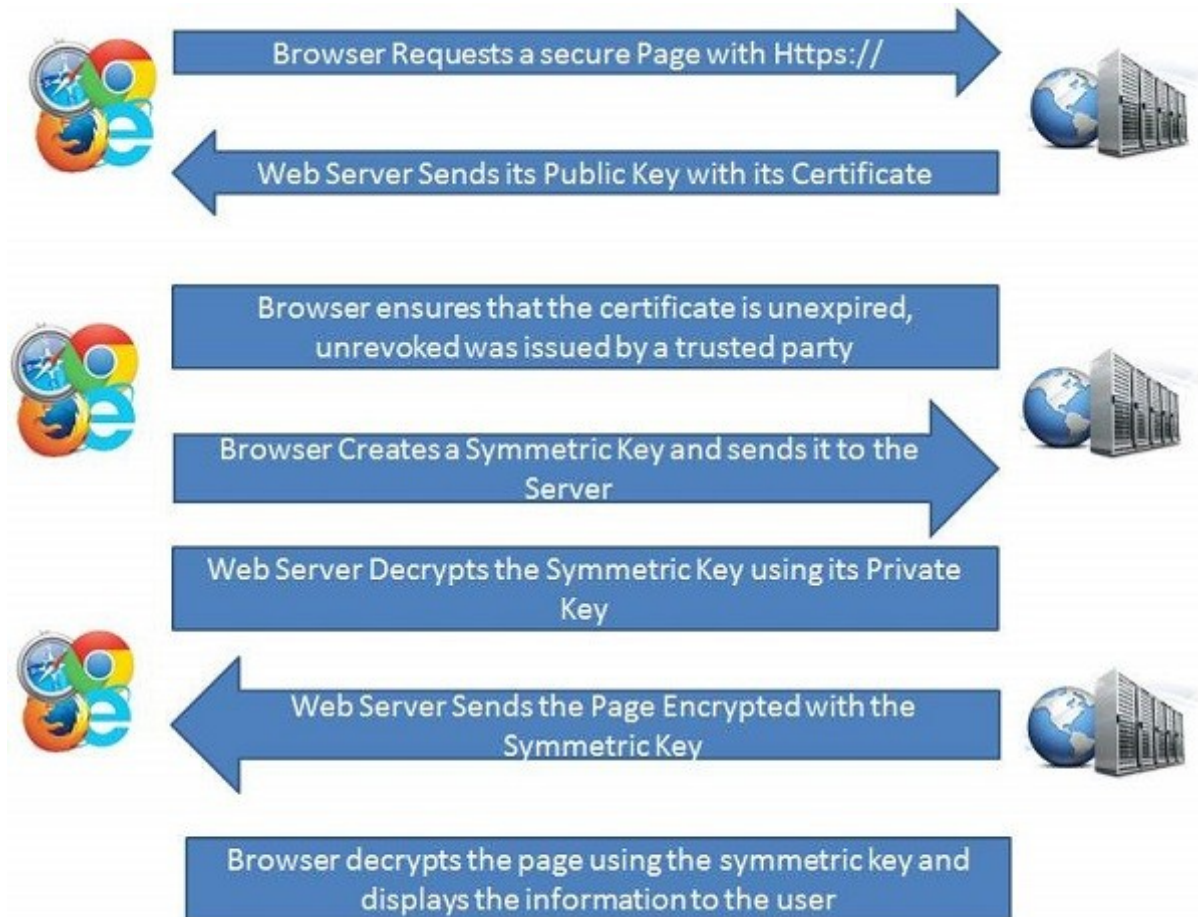 Browser Requests a secure Page with Https://
Web Server Sends its Public Key with its Certificate
Browser ensures that the certificate is unexpired,
unrevoked was issued by a trusted party
Browser Creates a Symmetric Key and sends it to the
Server
Web Server Decrypts the Symmetric Key using its Private
Key
Web Server Sends the Page Encrypted with the
Symmetric Key
Browser decrypts the page using the symmetric key and
displays the information to the user